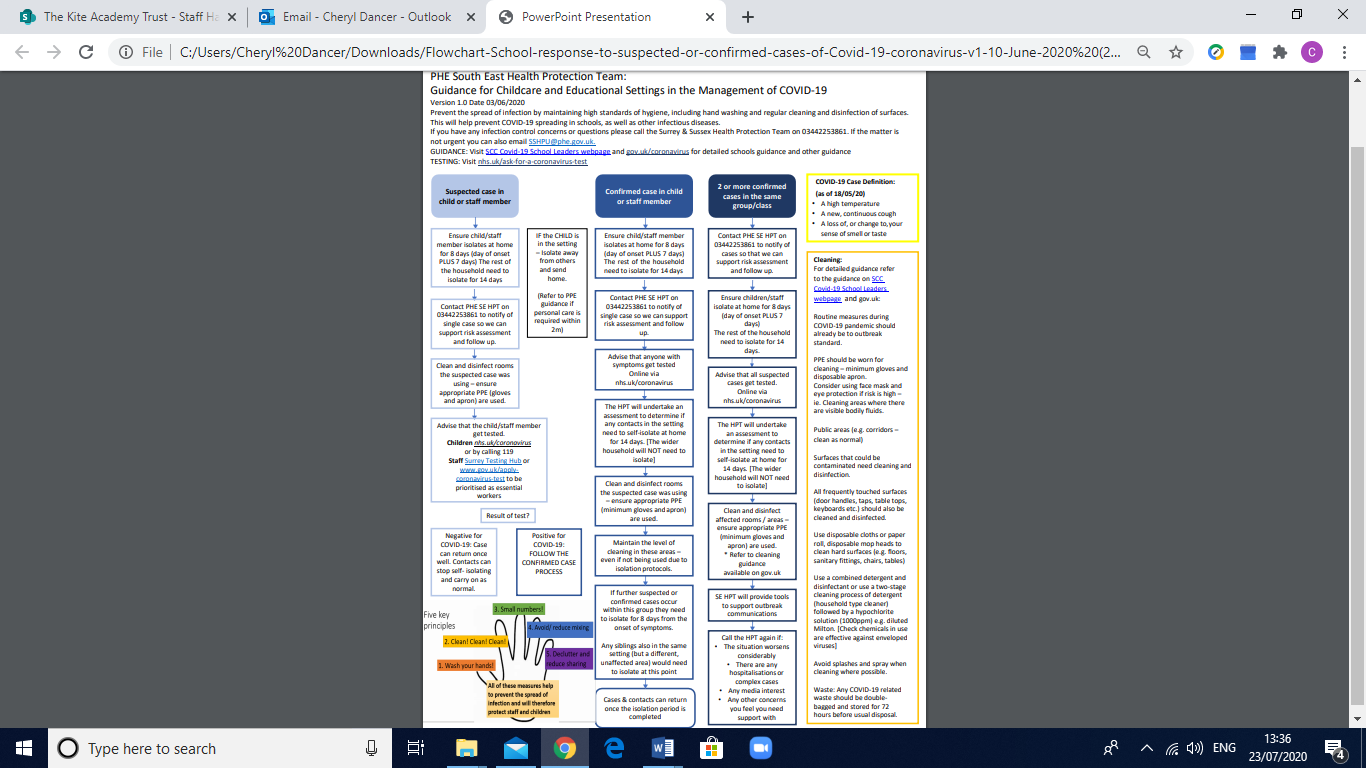 The Kite Academy Trust - Staff Ha
Email - Cheryl Dancer - Outlook
PowerPoint Presentation
File
C:/Users/Cheryl%20Dancer/Downloads/Flowchart-School-response-to-suspected-or-confirmed-cases-of-Covid-19-coronavirus-v1-10-June-2020%20(2...
C
PHE South East Health Protection Team:
Guidance for Childcare and Educational Settings in the Management of COVID-19
Version 1.0 Date 03/06/2020
Prevent the spread of infection by maintaining high standards of hygiene, including hand washing and regular cleaning and disinfection of surfaces.
This will help prevent COVID-19 spreading in schools, as well as other infectious diseases.
If you have any infection control concerns or questions please call the Surrey & Sussex Health Protection Team on 03442253861. If the matter is
not urgent you can also email SSHPU@phe.gov.uk.
GUIDANCE: Visit SCC Covid-19 School Leaders webpage and gov.uk/coronavirus for detailed schools guidance and other guidance
TESTING: Visit nhs.uk/ask-for-a-coronavirus-test
Suspected case in
child or staff member
Ensure child/staff
member isolates at home
for 8 days (day of onset
PLUS 7 days) The rest of
the household need to
isolate for 14 days
IF the CHILD is
in the setting
– Isolate away
from others
and send
home.
(Refer to PPE
guidance if
personal care is
required within
2m)
Contact PHE SE HPT on
03442253861 to notify of
single case so we can
support risk assessment
and follow up.
Clean and disinfect rooms
the suspected case was
using – ensure
appropriate PPE (gloves
and apron) are used.
Advise that the child/staff member
get tested.
Children nhs.uk/coronavirus
or by calling 119
Staff Surrey Testing Hub or
www.gov.uk/apply-
coronavirus-test to be
prioritised as essential
workers
Result of test?
Negative for
COVID-19: Case
can return once
well. Contacts can
stop self- isolating
and carry on as
normal.
Positive for
COVID-19:
FOLLOW THE
CONFIRMED CASE
PROCESS
Five key
principles
1. Wash your hands!
2. Clean! Clean! Clean!
3. Small numbers!
4. Avoid/ reduce mixing
5. Declutter and
reduce sharing
All of these measures help
to prevent the spread of
infection and will therefore
protect staff and children
Confirmed case in child
or staff member
Ensure child/staff member
isolates at home for 8 days
(day of onset PLUS 7 days)
The rest of the household
need to isolate for 14 days
Contact PHE SE HPT on
03442253861 to notify of
single case so we can support
risk assessment and follow
up.
Advise that anyone with
symptoms get tested
Online via
nhs.uk/coronavirus
The HPT will undertake an
assessment to determine if
any contacts in the setting
need to self-isolate at home
for 14 days. [The wider
household will NOT need to
isolate]
Clean and disinfect rooms
the suspected case was using
– ensure appropriate PPE
(minimum gloves and apron)
are used.
Maintain the level of
cleaning in these areas –
even if not being used due to
isolation protocols.
If further suspected or
confirmed cases occur
within this group they need
to isolate for 8 days from the
onset of symptoms.
Any siblings also in the same
setting (but a different,
unaffected area) would need
to isolate at this point
Cases & contacts can return
once the isolation period is
completed
2 or more confirmed
cases in the same
group/class
Contact PHE SE HPT on
03442253861 to notify of
cases so that we can
support risk assessment
and follow up.
Ensure children/staff
isolate at home for 8 days
(day of onset PLUS 7
days)
The rest of the household
need to isolate for 14
days.
Advise that all suspected
cases get tested.
Online via
nhs.uk/coronavirus
The HPT will undertake
an assessment to
determine if any contacts
in the setting need to
self-isolate at home for
14 days. [The wider
household will NOT need
to isolate]
Clean and disinfect
affected rooms / areas –
ensure appropriate PPE
(minimum gloves and
apron) are used.
* Refer to cleaning
guidance
available on gov.uk
SE HPT will provide tools
to support outbreak
communications
Call the HPT again if:
• The situation worsens
considerably
• There are any
hospitalisations or
complex cases
• Any media interest
• Any other concerns
you feel you need
support with
COVID-19 Case Definition:
(as of 18/05/20)
• A high temperature
• A new, continuous cough
• A loss of, or change to,your
sense of smell or taste
Cleaning:
For detailed guidance refer
to the guidance on SCC
Covid-19 School Leaders
webpage and gov.uk:
Routine measures during
COVID-19 pandemic should
already be to outbreak
standard.
PPE should be worn for
cleaning – minimum gloves and
disposable apron.
Consider using face mask and
eye protection if risk is high –
ie. Cleaning areas where there
are visible bodily fluids.
Public areas (e.g. corridors –
clean as normal)
Surfaces that could be
contaminated need cleaning and
disinfection.
All frequently touched surfaces
(door handles, taps, table tops,
keyboards etc.) should also be
cleaned and disinfected.
Use disposable cloths or paper
roll, disposable mop heads to
clean hard surfaces (e.g. floors,
sanitary fittings, chairs, tables)
Use a combined detergent and
disinfectant or use a two-stage
cleaning process of detergent
(household type cleaner)
followed by a hypochlorite
solution (1000ppm) e.g. diluted
Milton. [Check chemicals in use
are effective against enveloped
viruses]
Avoid splashes and spray when
cleaning where possible.
Waste: Any COVID-19 related
waste should be double-
bagged and stored for 72
hours before usual disposal.
Type here to search
ENG
13:36
23/07/2020
4